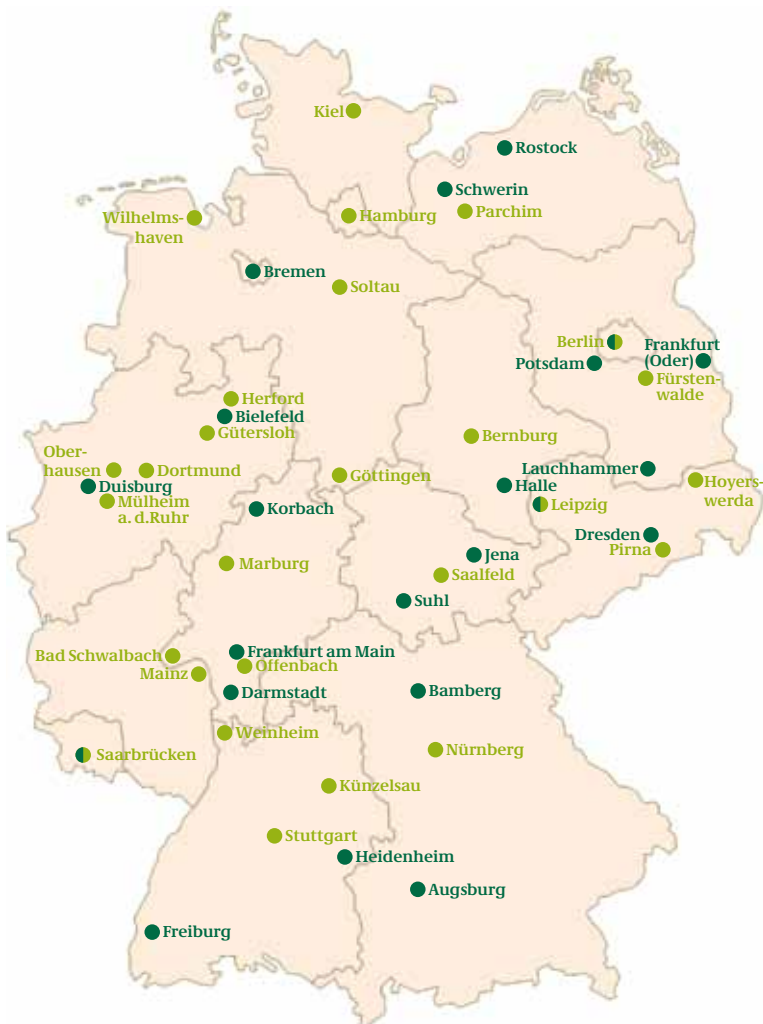 Kiel
Rostock
Schwerin
Parchim
Wilhelms-
haven
Hamburg
Bremen
Soltau
Berlin
Frankfurt
(Oder)
Potsdam
Fürsten-
walde
Herford
Bielefeld
Gütersloh
Bernburg
Ober-
hausen
Dortmund
Göttingen
Lauchhammer
Duisburg
Halle
Hoyers-
werda
Mülheim
a. d.Ruhr
Korbach
Leipzig
Dresden
Pirna
Jena
Marburg
Saalfeld
Suhl
Bad Schwalbach
Frankfurt am Main
Offenbach
Mainz
Darmstadt
Bamberg
Weinheim
Saarbrücken
Nürnberg
Künzelsau
Stuttgart
Heidenheim
Augsburg
Freiburg